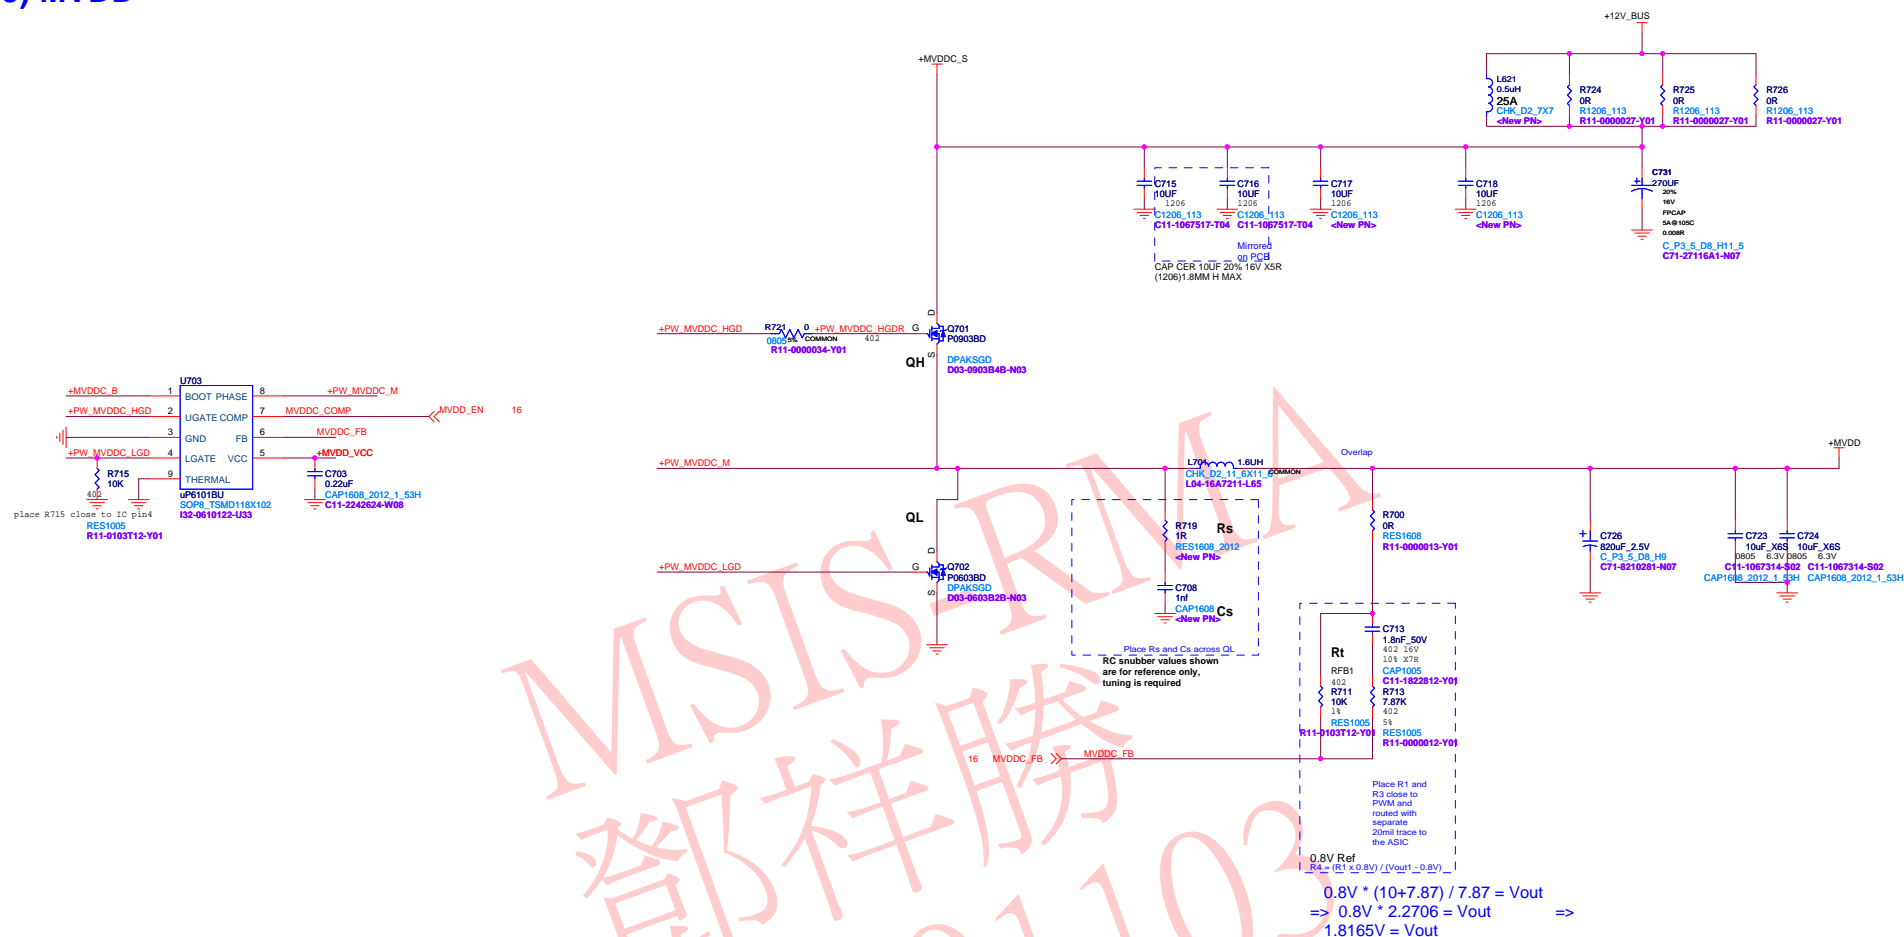 MVDD
+12V_BUS
+MVDDC_S
L621
0.5uH
25A
CHK_D2_7X7
<New PN>
R724
0R
R1206_113
R11-0000027-Y01
R725
0R
R1206_113
R11-0000027-Y01
R726
0R
R1206_113
R11-0000027-Y01
C715
10UF
1206
C1206_113
C11-1067517-T04
C716
10UF
1206
C1206_113
C11-1067517-T04
Mirrored
on PCB
CAP CER 10UF 20% 16V X5R
(1206)1.8MM H MAX
C717
10UF
1206
C1206_113
<New PN>
C718
10UF
1206
C1206_113
<New PN>
C731
270UF
20%
16V
FPCAP
5A@105C
0.008R
C_P3_5_D8_H11_5
C71-27116A1-N07
+PW_MVDDC_HGD
R721
0
0805
5%
COMMON
R11-0000034-Y01
+PW_MVDDC_HGDR
402
G
D
S
QH
Q701
P0903BD
DPAKSGD
D03-0903B4B-N03
U703
+MVDDC_B
1
BOOT
PHASE
8
+PW_MVDDC_M
+PW_MVDDC_HGD
2
UGATE
COMP
7
MVDDC_COMP
MVDD_EN
16
3
GND
FB
6
MVDDC_FB
+PW_MVDDC_LGD
4
LGATE
VCC
5
+MVDD_VCC
9
THERMAL
uP6101BU
SOP8_TSMD118X102
I32-0610122-U33
R715
10K
402
place R715 close to IC pin4
RES1005
R11-0103T12-Y01
C703
0.22uF
CAP1608_2012_1_53H
C11-2242624-W08
+PW_MVDDC_M
L701
1.6UH
COMMON
CHK_D2_11_6X11_6
L04-16A7211-L65
Overlap
+MVDD
QL
+PW_MVDDC_LGD
G
D
S
Q702
P0603BD
DPAKSGD
D03-0603B2B-N03
R719
1R
Rs
RES1608_2012
<New PN>
C708
1nf
CAP1608
Cs
<New PN>
Place Rs and Cs across QL
RC snubber values shown
are for reference only,
tuning is required
R700
0R
RES1608
R11-0000013-Y01
C726
820uF_2.5V
C_P3_5_D8_H9
C71-8210281-N07
C723
10uF_X6S
0805
6.3V
C11-1067314-S02
CAP1608_2012_1_53H
C724
10uF_X6S
0805
6.3V
C11-1067314-S02
CAP1608_2012_1_53H
C713
1.8nF_50V
402 16V
10% X7R
CAP1005
C11-1822812-Y01
Rt
RFB1
402
R711
10K
1%
RES1005
R11-0103T12-Y01
R713
7.87K
402
5%
RES1005
R11-0000012-Y01
16
MVDDC_FB
MVDDC_FB
Place R1 and
R3 close to
PWM and
routed with
separate
20mil trace to
the ASIC
0.8V Ref
R4 = (R1 x 0.8V) / (Vout1 - 0.8V)
0.8V * (10+7.87) / 7.87 = Vout
=> 0.8V * 2.2706 = Vout =>
1.8165V = Vout
MSIS-RMA
鄧祥勝